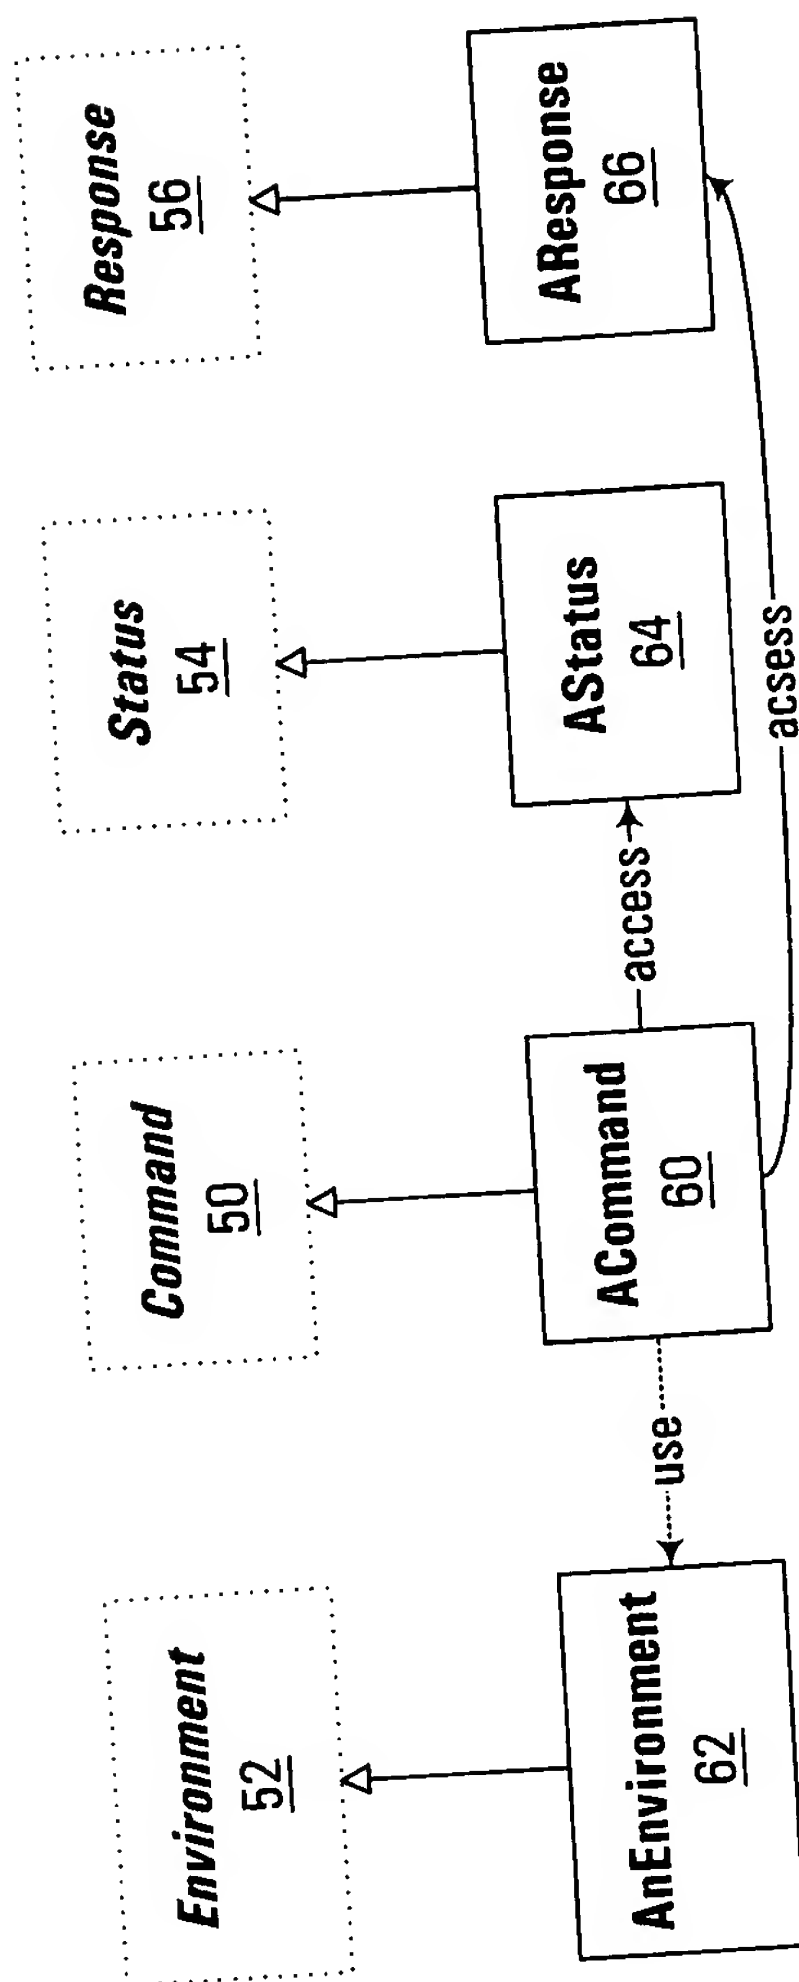 Environment
52
Command
50
Status
54
Response
56
AnEnvironment
62
use
ACommand
60
access
AStatus
64
AResponse
66
acsess